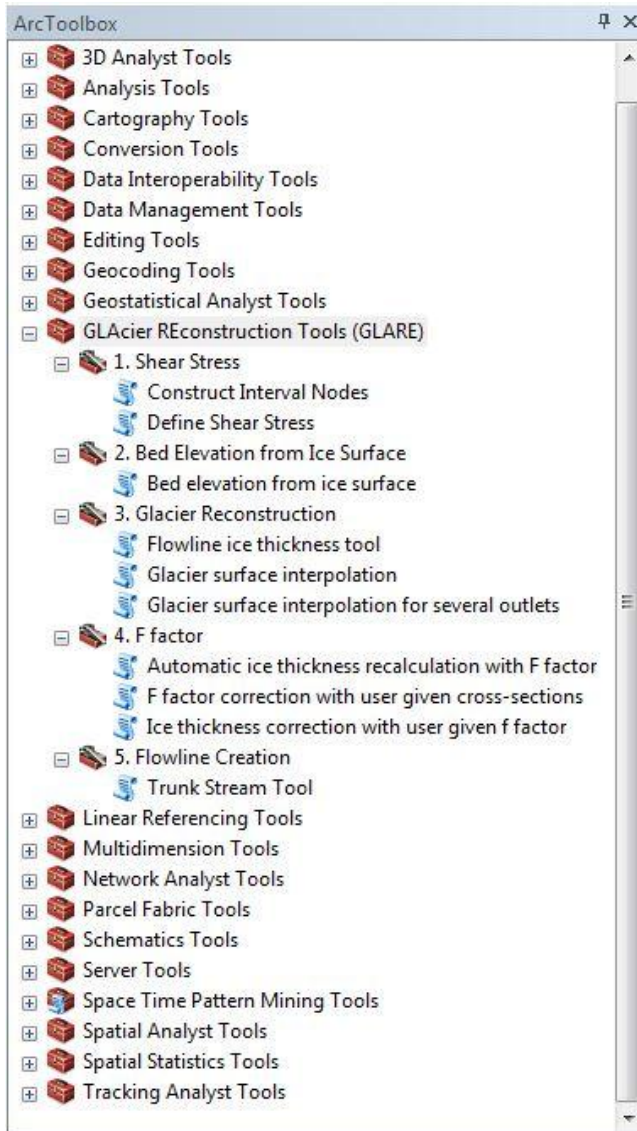 ArcToolbox
3D Analyst Tools
Analysis Tools
Cartography Tools
Conversion Tools
Data Interoperability Tools
Data Management Tools
Editing Tools
Geocoding Tools
Geostatistical Analyst Tools
GLAcier REconstruction Tools (GLARE)
1. Shear Stress
Construct Interval Nodes
Define Shear Stress
2. Bed Elevation from Ice Surface
Bed elevation from ice surface
3. Glacier Reconstruction
Flowline ice thickness tool
Glacier surface interpolation
Glacier surface interpolation for several outlets
4. F factor
Automatic ice thickness recalculation with F factor
F factor correction with user given cross-sections
Ice thickness correction with user given f factor
5. Flowline Creation
Trunk Stream Tool
Linear Referencing Tools
Multidimension Tools
Network Analyst Tools
Parcel Fabric Tools
Schematics Tools
Server Tools
Space Time Pattern Mining Tools
Spatial Analyst Tools
Spatial Statistics Tools
Tracking Analyst Tools